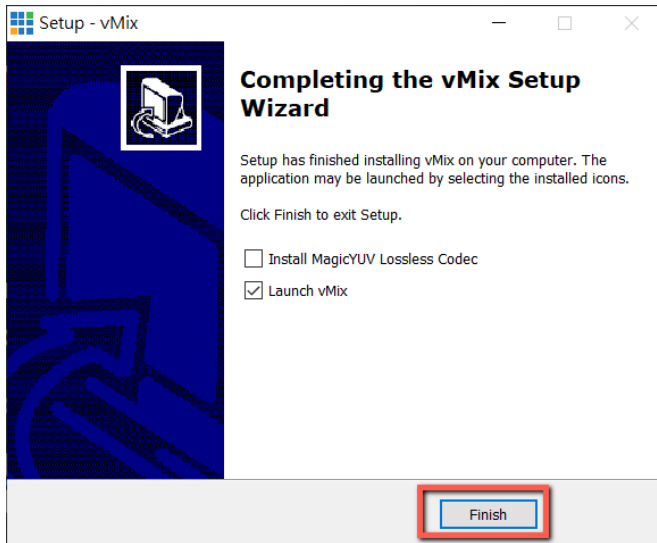 Setup - vMix
Completing the vMix Setup
Wizard
Setup has finished installing vMix on your computer. The
application may be launched by selecting the installed icons.
Click Finish to exit Setup.
Install MagicYUV Lossless Codec
Launch vMix
Finish